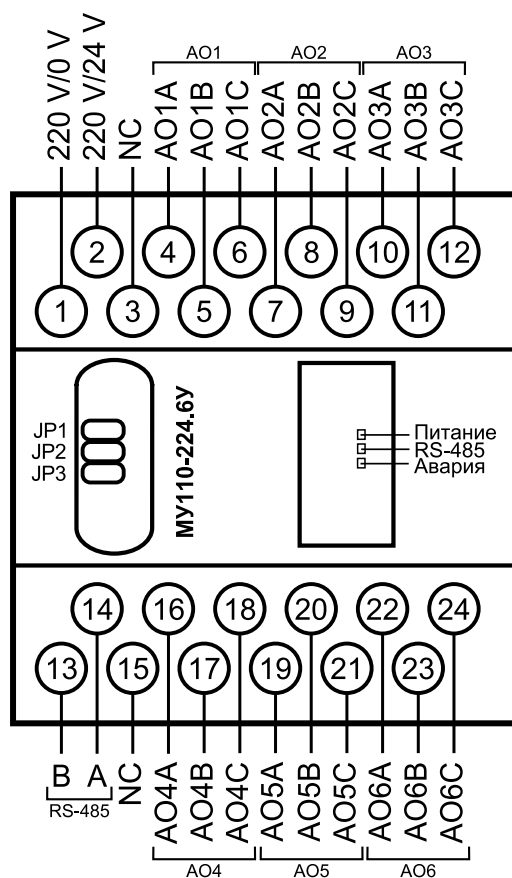 AO1 AO2 AO3
220 V/0 V
220 V/24 V
NC
AO1A
AO1B
AO1C
AO2A
AO2B
AO2C
AO3A
AO3B
AO3C
2 4 6 8 10 12
1 3 5 7 9 11
JP1
JP2
JP3
МУ110-224.6У
Питание
RS-485
Авария
14 16 18 20 22 24
13 15 17 19 21 23
B A
RS-485
NC
AO4A
AO4B
AO4C
AO5A
AO5B
AO5C
AO6A
AO6B
AO6C
AO4 AO5 AO6